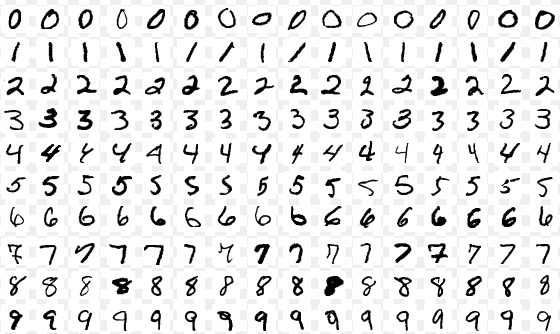 0 0 0 0 0 0 0 0 0 0 0 0 0 0 0 0
1 1 1 1 1 1 1 1 1 1 1 1 1 1 1 1
2 2 2 2 2 2 2 2 2 2 2 2 2 2 2 2
3 3 3 3 3 3 3 3 3 3 3 3 3 3 3 3
4 4 4 4 4 4 4 4 4 4 4 4 4 4 4 4
5 5 5 5 5 5 5 5 5 5 5 5 5 5 5 5
6 6 6 6 6 6 6 6 6 6 6 6 6 6 6 6
7 7 7 7 7 7 7 7 7 7 7 7 7 7 7 7
8 8 8 8 8 8 8 8 8 8 8 8 8 8 8 8
9 9 9 9 9 9 9 9 9 9 9 9 9 9 9 9